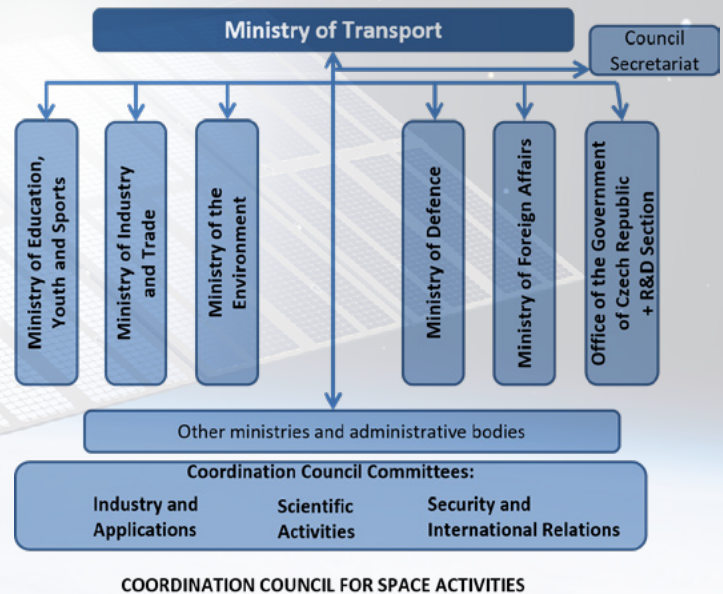 Ministry of Transport
Council
Secretariat
Ministry of Education,
Youth and Sports
Ministry of Industry
and Trade
Ministry of the
Environment
Ministry of Defence
Ministry of Foreign Affairs
Office of the Government
of Czech Republic
+ R&D Section
Other ministries and administrative bodies
Coordination Council Committees:
Industry and
Applications
Scientific
Activities
Security and
International Relations
COORDINATION COUNCIL FOR SPACE ACTIVITIES